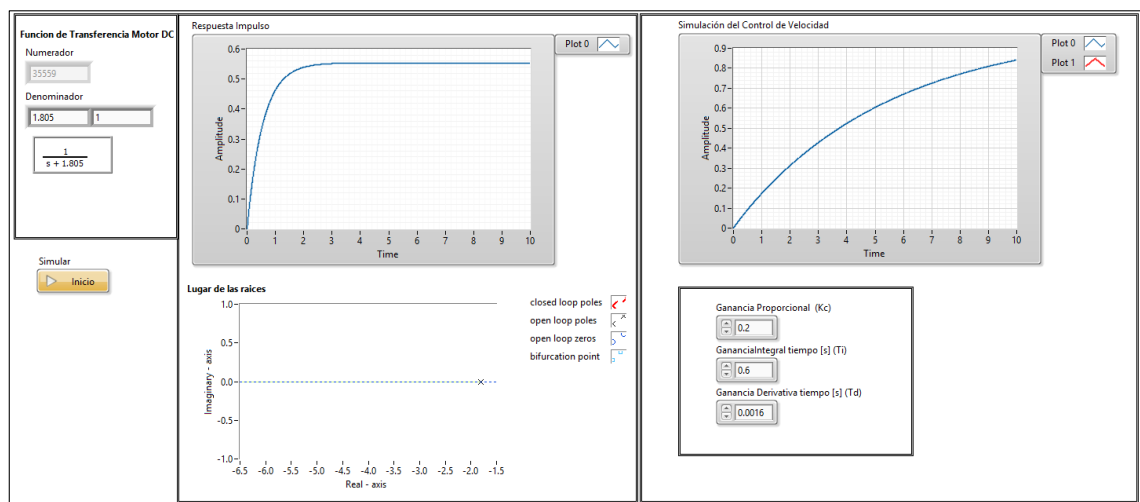 Funcion de Transferencia Motor DC
Numerador
35559
Denominador
1.805 1
1
s + 1.805
Simular
Inicio
Respuesta Impulso
Plot 0
0.6
0.5
0.4
0.3
0.2
0.1
0
Amplitude
0 1 2 3 4 5 6 7 8 9 10
Time
Lugar de las raices
1.0
0.5
0.0
-0.5
-1.0
Imaginary - axis
-6.5 -6.0 -5.5 -5.0 -4.5 -4.0 -3.5 -3.0 -2.5 -2.0 -1.5
Real - axis
closed loop poles
open loop poles
open loop zeros
bifurcation point
Simulación del Control de Velocidad
Plot 0
Plot 1
0.9
0.8
0.7
0.6
0.5
0.4
0.3
0.2
0.1
0
Amplitude
0 1 2 3 4 5 6 7 8 9 10
Time
Ganancia Proporcional (Kc)
0.2
GananciaIntegral tiempo [s] (Ti)
0.6
Ganancia Derivativa tiempo [s] (Td)
0.0016